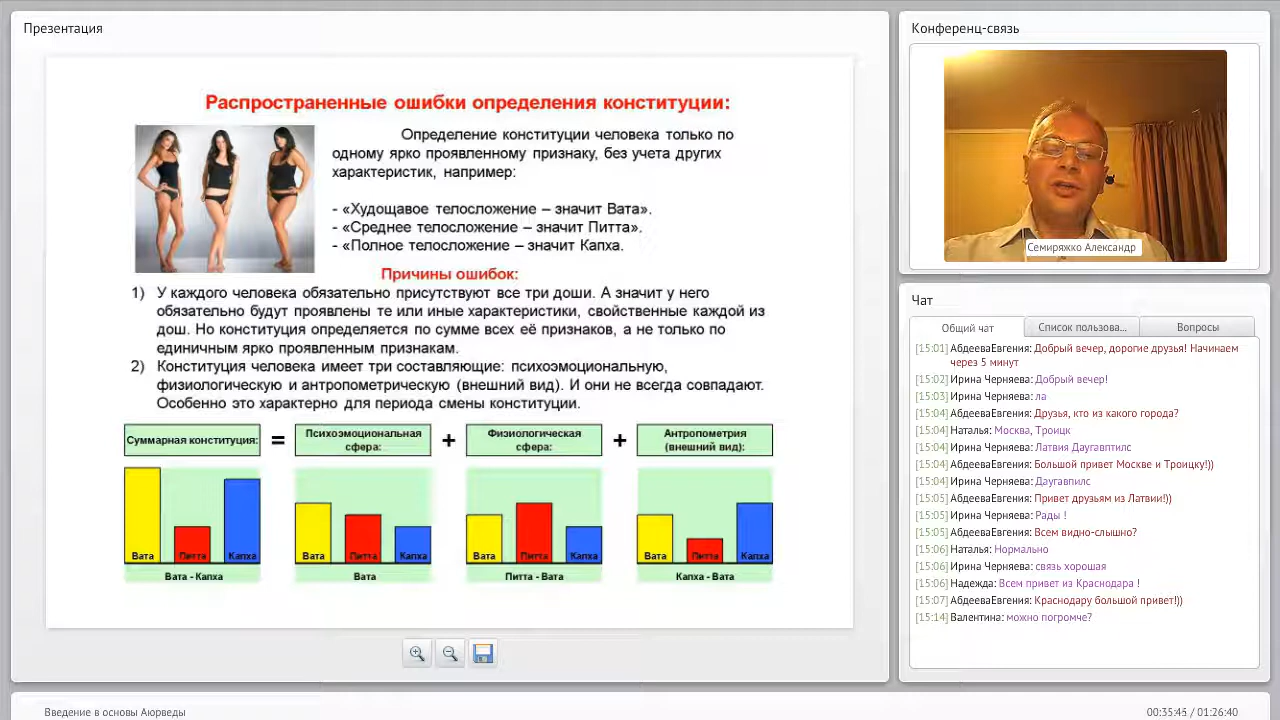 Презентация
Распространенные ошибки определения конституции:
Определение конституции человека только по
одному ярко проявленному признаку, без учета других
характеристик, например:
- «Худощавое телосложение – значит Вата».
- «Среднее телосложение – значит Питта».
- «Полное телосложение – значит Капха.
Причины ошибок:
1) У каждого человека обязательно присутствуют все три доши. А значит у него
обязательно будут проявлены те или иные характеристики, свойственные каждой из
дош. Но конституция определяется по сумме всех её признаков, а не только по
единичным ярко проявленным признакам.
2) Конституция человека имеет три составляющие: психоэмоциональную,
физиологическую и антропометрическую (внешний вид). И они не всегда совпадают.
Особенно это характерно для периода смены конституции.
Суммарная конституция:
=
Психоэмоциональная
сфера:
+
Физиологическая
сфера:
+
Антропометрия
(внешний вид):
Вата Питта Капха
Вата Питта Капха
Вата Питта Капха
Вата Питта Капха
Вата - Капха
Вата
Питта - Вата
Капха - Вата
Конференц-связь
Семиряжко Александр
Чат
Общий чат
Список пользова...
Вопросы
[15:01] АбдееваЕвгения: Добрый вечер, дорогие друзья! Начинаем
через 5 минут
[15:02] Ирина Черняева: Добрый вечер!
[15:03] Ирина Черняева: ла
[15:04] АбдееваЕвгения: Друзья, кто из какого города?
[15:04] Наталья: Москва, Троицк
[15:04] Ирина Черняева: Латвия Даугавптилс
[15:04] АбдееваЕвгения: Большой привет Москве и Троицку!))
[15:04] Ирина Черняева: Даугавпилс
[15:05] АбдееваЕвгения: Привет друзьям из Латвии!))
[15:05] Ирина Черняева: Рады !
[15:05] АбдееваЕвгения: Всем видно-слышно?
[15:06] Наталья: Нормально
[15:06] Ирина Черняева: связь хорошая
[15:06] Надежда: Всем привет из Краснодара !
[15:07] АбдееваЕвгения: Краснодару большой привет!))
[15:14] Валентина: можно погромче?
Введение в основы Аюрведы
00:35:45 / 01:26:40